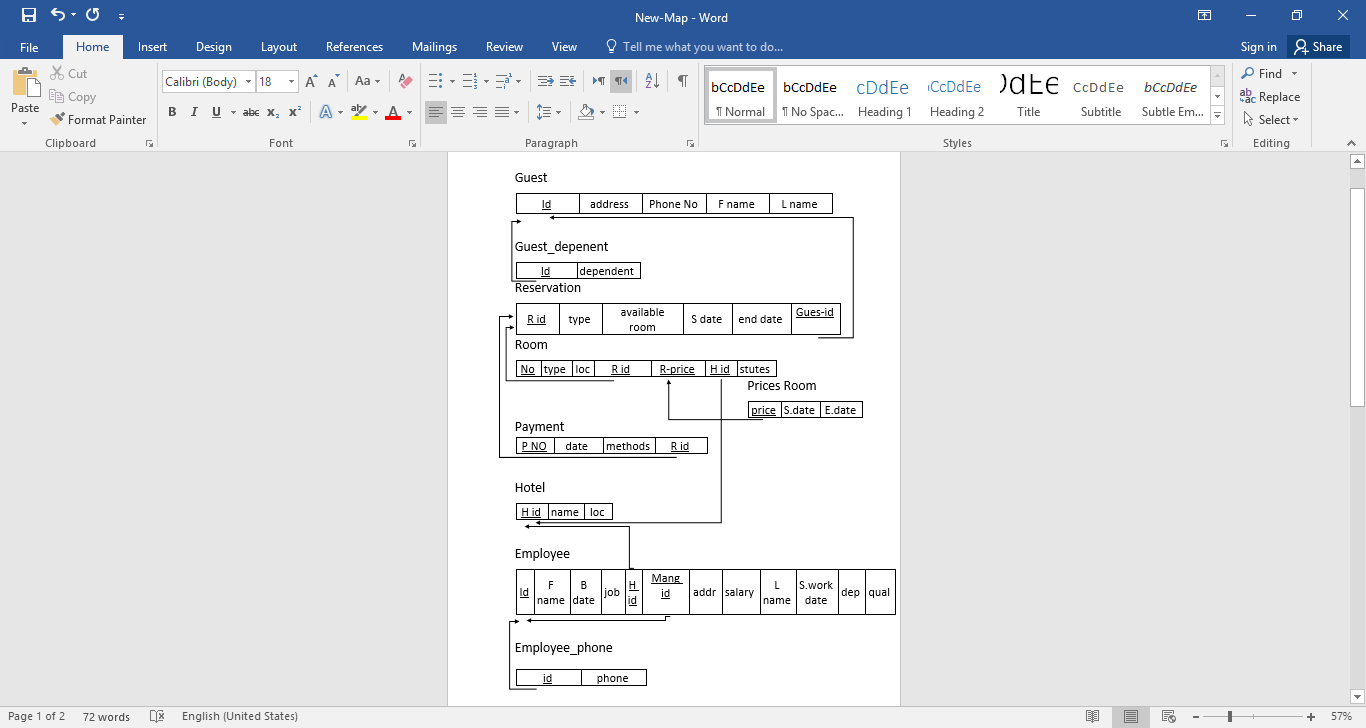 New-Map - Word
File Home Insert Design Layout References Mailings Review View Tell me what you want to do... Sign in Share
Paste
Cut
Copy
Format Painter
Clipboard
Calibri (Body) 18
B I U abc x₂ x²
Font
Paragraph
bCcDdEe bCcDdEe cDdEe cCcDdEe CcDdEe bCcDdEe
¶ Normal ¶ No Spac... Heading 1 Heading 2 Title Subtitle Subtle Em...
Styles
Find
Replace
Select
Editing
Guest
Id address Phone No F name L name
Guest_depenent
Id dependent
Reservation
R id type available room S date end date Gues-id
Room
No type loc R id R-price H id stutes
Prices Room
price S.date E.date
Payment
P NO date methods R id
Hotel
H id name loc
Employee
Id F name B date job H id Mang id addr salary L name S.work date dep qual
Employee_phone
id phone
Page 1 of 2 72 words English (United States) 57%